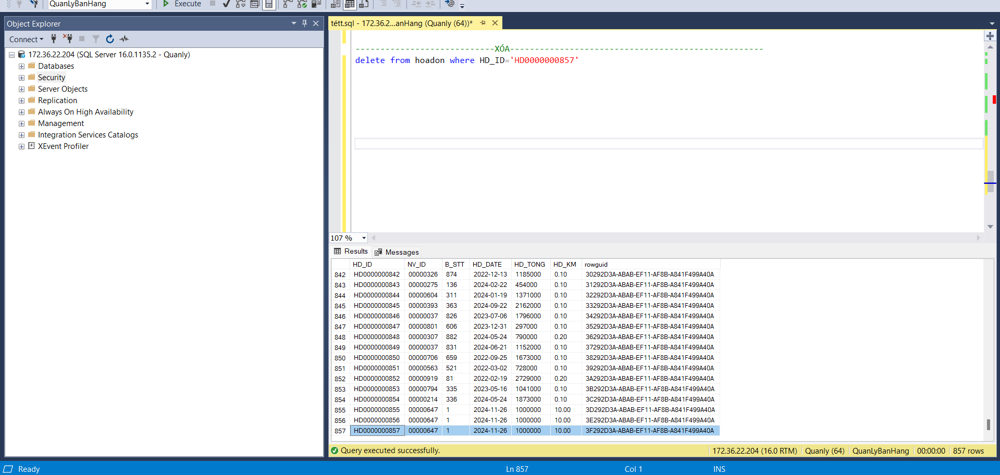 QuanLyBanHang Execute
Object Explorer
Connect
172.36.22.204 (SQL Server 16.0.1135.2 - Quanly)
Databases
Security
Server Objects
Replication
Always On High Availability
Management
Integration Services Catalogs
XEvent Profiler
tétt.sql - 172.36.2...anHang (Quanly (64))*
----------------------------XÓA---------------------------------------------------
delete from hoadon where HD_ID='HD0000000857'
107 %
Results Messages
HD_ID NV_ID B_STT HD_DATE HD_TONG HD_KM rowguid
842 HD0000000842 00000326 874 2022-12-13 1185000 0.10 30292D3A-ABAB-EF11-AF8B-A841F499A40A
843 HD0000000843 00000275 136 2024-02-22 454000 0.10 31292D3A-ABAB-EF11-AF8B-A841F499A40A
844 HD0000000844 00000604 311 2024-01-19 1371000 0.10 32292D3A-ABAB-EF11-AF8B-A841F499A40A
845 HD0000000845 00000393 363 2024-09-22 2162000 0.10 33292D3A-ABAB-EF11-AF8B-A841F499A40A
846 HD0000000846 00000037 826 2023-07-06 1796000 0.10 34292D3A-ABAB-EF11-AF8B-A841F499A40A
847 HD0000000847 00000801 606 2023-12-31 297000 0.10 35292D3A-ABAB-EF11-AF8B-A841F499A40A
848 HD0000000848 00000307 882 2024-05-24 790000 0.20 36292D3A-ABAB-EF11-AF8B-A841F499A40A
849 HD0000000849 00000037 831 2024-06-21 1152000 0.10 37292D3A-ABAB-EF11-AF8B-A841F499A40A
850 HD0000000850 00000706 659 2022-09-25 1673000 0.10 38292D3A-ABAB-EF11-AF8B-A841F499A40A
851 HD0000000851 00000563 521 2022-03-02 728000 0.10 39292D3A-ABAB-EF11-AF8B-A841F499A40A
852 HD0000000852 00000919 81 2022-02-19 2729000 0.20 3A292D3A-ABAB-EF11-AF8B-A841F499A40A
853 HD0000000853 00000794 335 2023-05-16 1041000 0.10 3B292D3A-ABAB-EF11-AF8B-A841F499A40A
854 HD0000000854 00000214 336 2024-05-24 1873000 0.10 3C292D3A-ABAB-EF11-AF8B-A841F499A40A
855 HD0000000855 00000647 1 2024-11-26 1000000 10.00 3D292D3A-ABAB-EF11-AF8B-A841F499A40A
856 HD0000000856 00000647 1 2024-11-26 1000000 10.00 3E292D3A-ABAB-EF11-AF8B-A841F499A40A
857 HD0000000857 00000647 1 2024-11-26 1000000 10.00 3F292D3A-ABAB-EF11-AF8B-A841F499A40A
Query executed successfully. 172.36.22.204 (16.0 RTM) Quanly (64) QuanLyBanHang 00:00:00 857 rows
Ready Ln 857 Col 1 INS